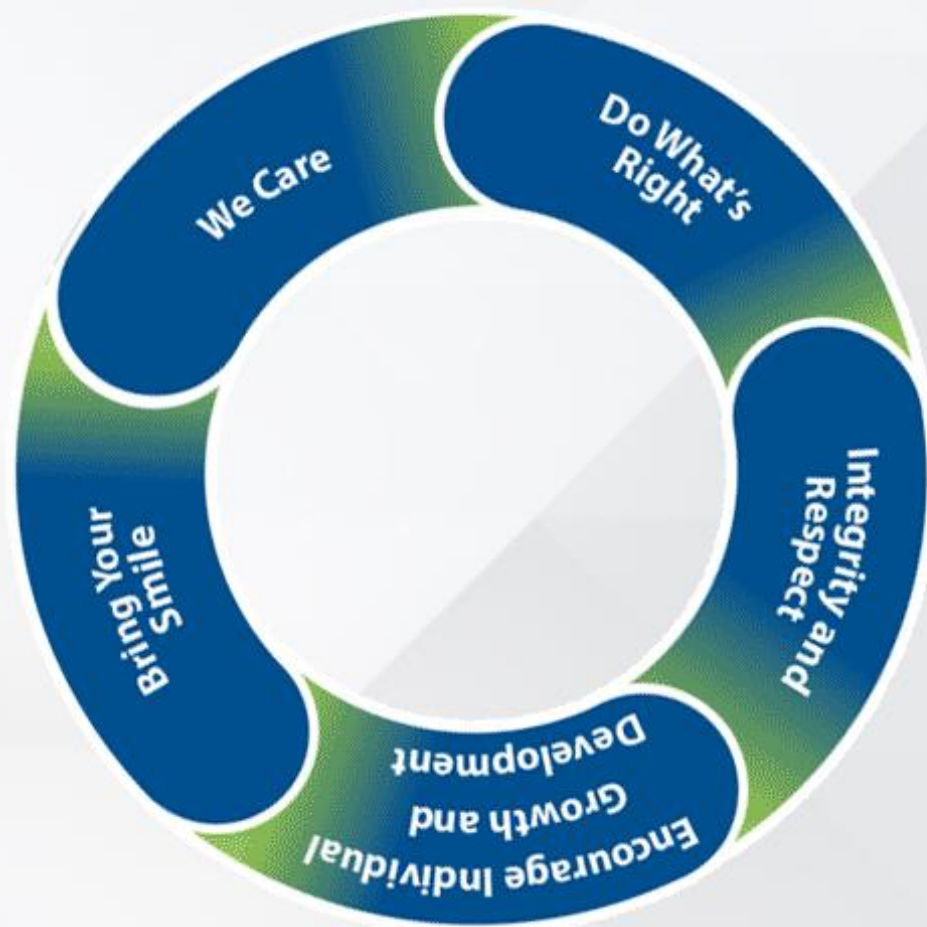 We Care
Do What's
Right
Integrity and
Respect
Encourage Individual
Growth and
Development
Bring Your
Smile